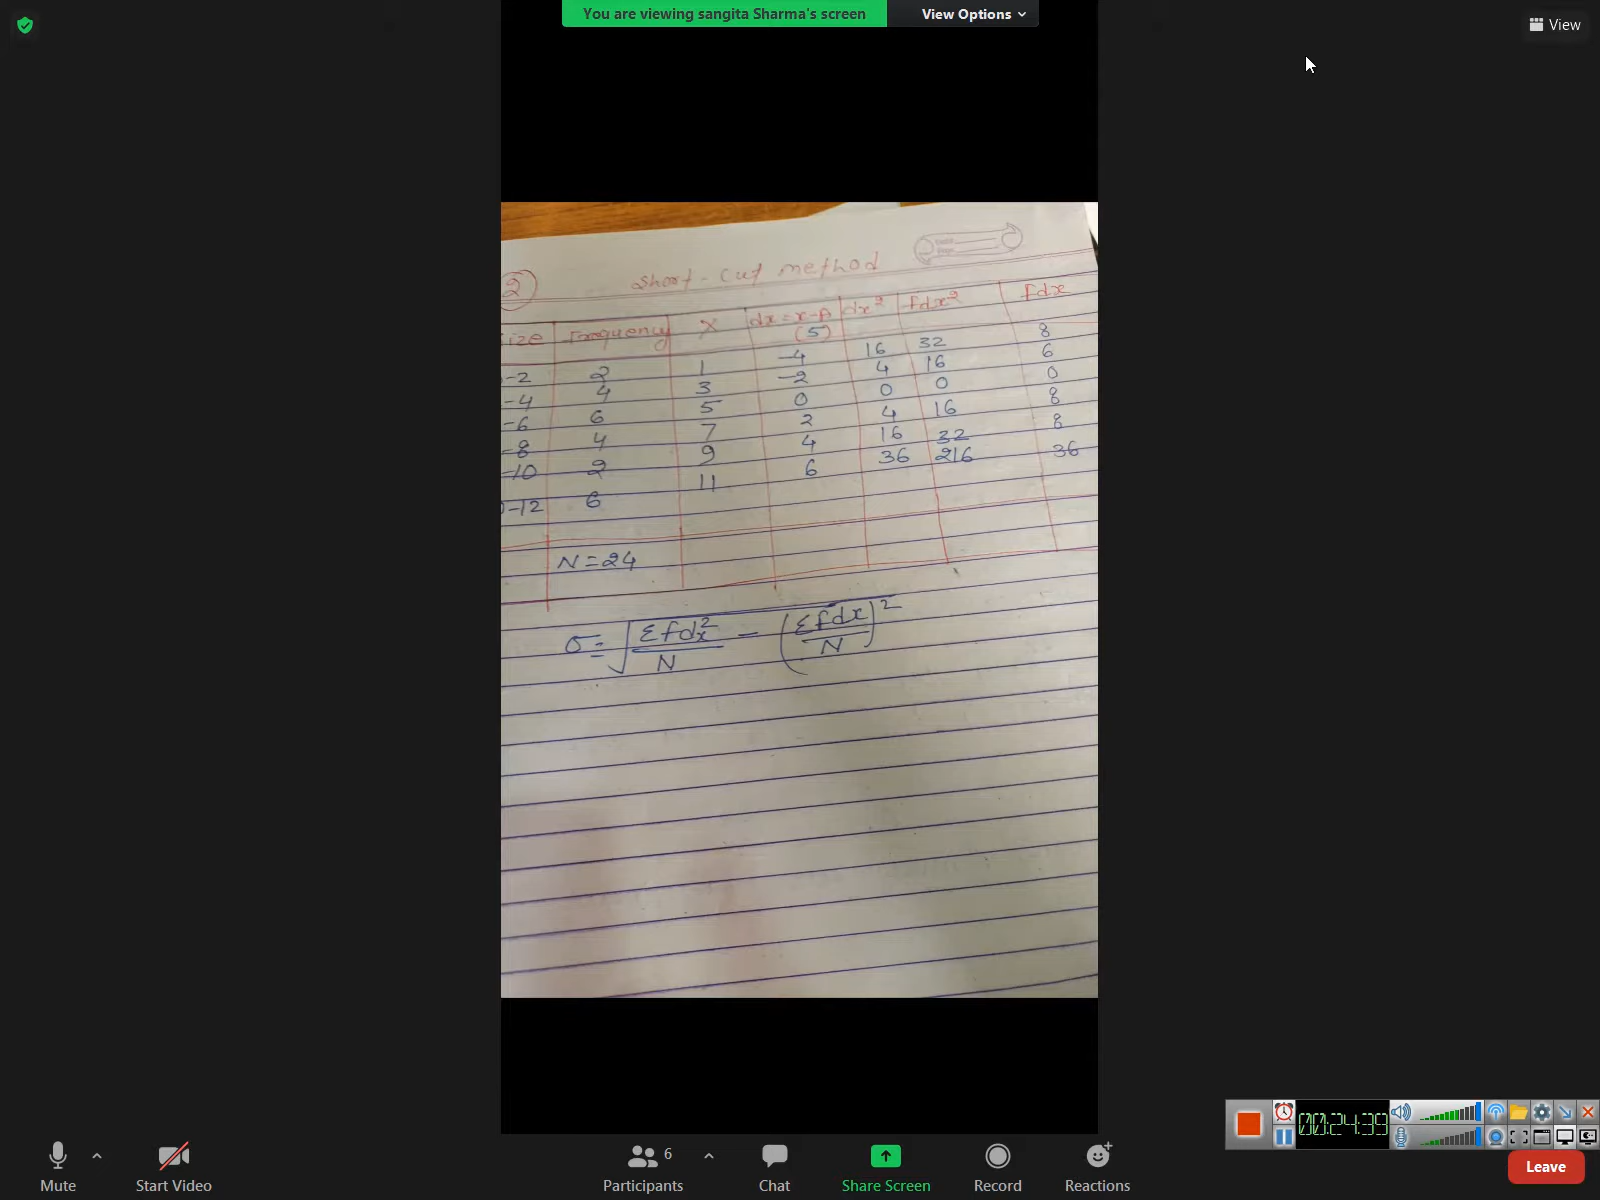 You are viewing sangita Sharma's screen
View Options
View
2
Short-cut method
size Frequency X dx=x-A (5) dx² fdx² fdx
-2 2 1 -4 16 32 8
-4 4 3 -2 4 16 6
-6 6 5 0 0 0 0
-8 4 7 2 4 16 8
-10 2 9 4 16 32 8
-12 6 11 6 36 216 36
N=24
σ=√Σfdx²/N - (Σfdx/N)²
00:24:39
Mute
Start Video
6
Participants
Chat
Share Screen
Record
Reactions
Leave